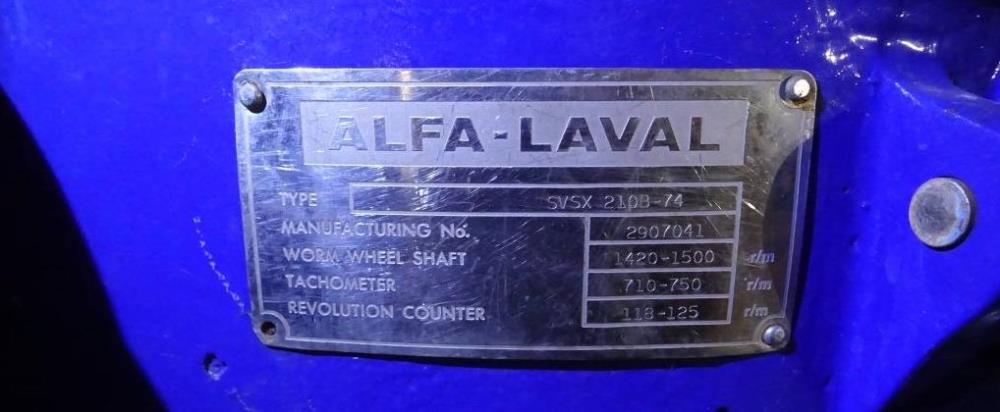 ALFA-LAVAL
TYPE SVSX 210B-74
MANUFACTURING No. 2907041
WORM WHEEL SHAFT 1420-1500 r/m
TACHOMETER 710-750 r/m
REVOLUTION COUNTER 118-125 r/m